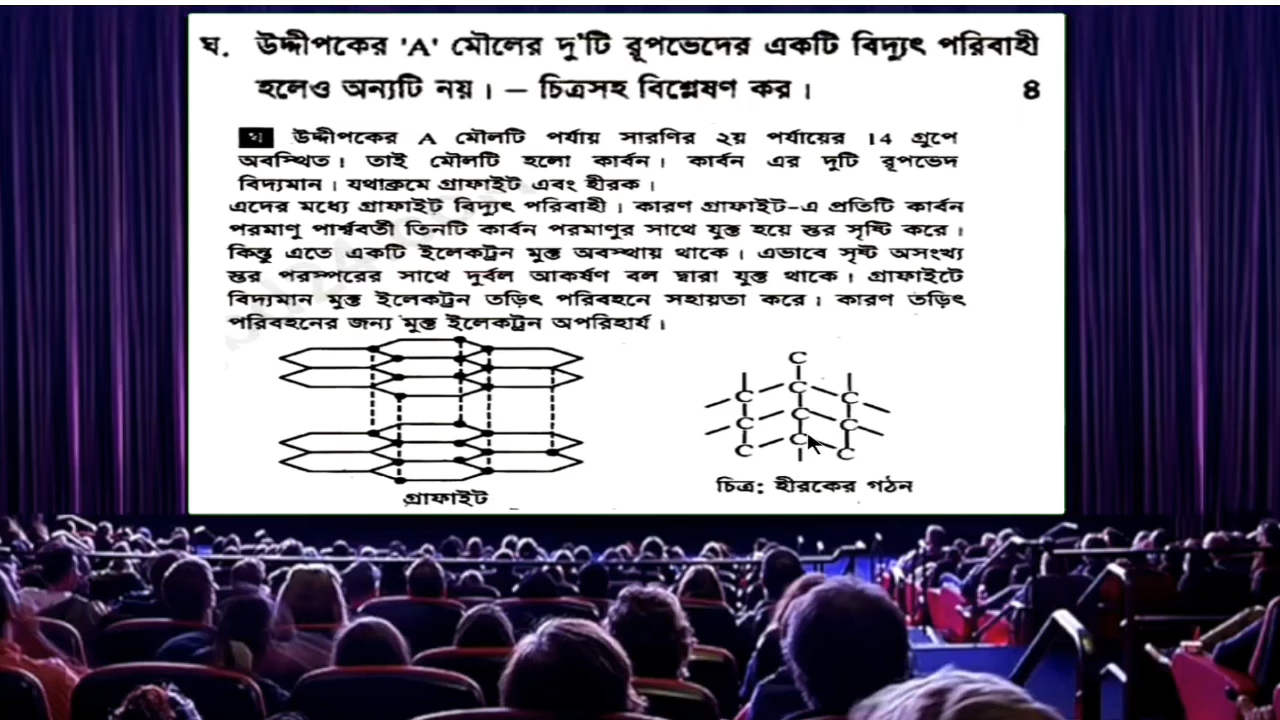 ঘ. উদ্দীপকের 'A' মৌলের দু'টি রূপভেদের একটি বিদ্যুৎ পরিবাহী
হলেও অন্যটি নয়। – চিত্রসহ বিশ্লেষণ কর। ৪
ঘ উদ্দীপকের A মৌলটি পর্যায় সারণির ২য় পর্যায়ের 14 গ্রুপে
অবস্থিত। তাই মৌলটি হলো কার্বন। কার্বন এর দুটি রূপভেদ
বিদ্যমান। যথাক্রমে গ্রাফাইট এবং হীরক।
এদের মধ্যে গ্রাফাইট বিদ্যুৎ পরিবাহী। কারণ গ্রাফাইট-এ প্রতিটি কার্বন
পরমাণু পার্শ্ববর্তী তিনটি কার্বন পরমাণুর সাথে যুক্ত হয়ে স্তর সৃষ্টি করে।
কিন্তু এতে একটি ইলেকট্রন মুক্ত অবস্থায় থাকে। এভাবে সৃষ্ট অসংখ্য
স্তর পরস্পরের সাথে দুর্বল আকর্ষণ বল দ্বারা যুক্ত থাকে। গ্রাফাইটে
বিদ্যমান মুক্ত ইলেকট্রন তড়িৎ পরিবহনে সহায়তা করে। কারণ তড়িৎ
পরিবহনের জন্য মুক্ত ইলেকট্রন অপরিহার্য।
C
C C C
C C C
C C C
গ্রাফাইট
চিত্র: হীরকের গঠন